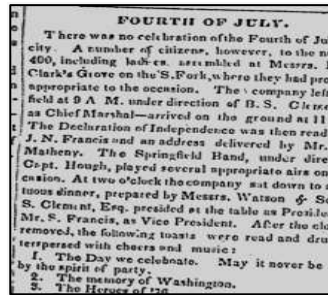 FOURTH OF JULY.
There was no celebration of the Fourth of Ju
city. A number of citizens, however, to the n
400, including ladies, assembled at Messrs.
Clark's Grove on the S. Fork, where they had pr
appropriate to the occasion. The company left
field at 9 A M. under direction of B. S. Clement
as Chief Marshal—arrived on the ground at 11
The Declaration of Independence was then read
J. N. Francis and an address delivered by Mr.
Matheny. The Springfield Band, under dire
Capt. Hough, played several appropriate airs on
casion. At two o'clock the company sat down to
tuous dinner, prepared by Messrs. Watson & S
S. Clement, Esq. presided at the table as Preside
Mr. S. Francis, as Vice President. After the clo
removed, the following toasts were read and dru
terspersed with cheers and music:
1. The Day we celebrate. May it never be
by the spirit of party.
2. The memory of Washington.
3. The Heroes of '76